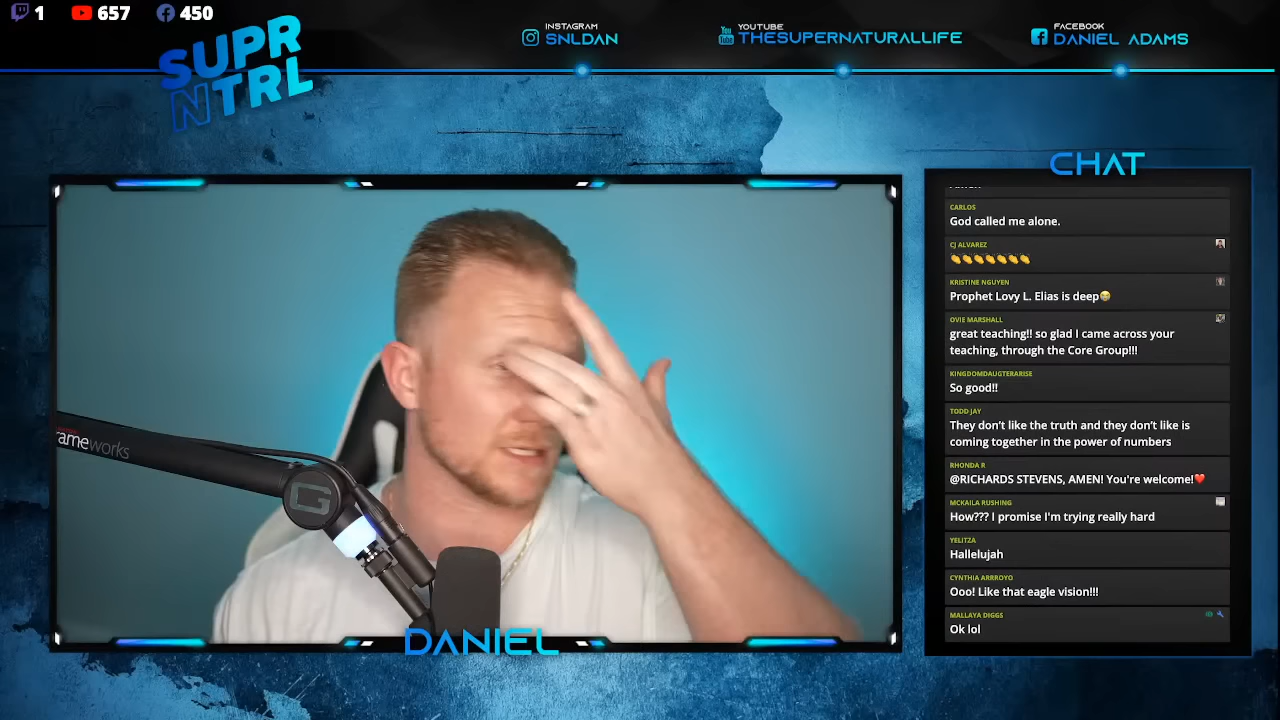 1 657 450
SUPR
NTRL
INSTAGRAM
SNLDAN
YOUTUBE
THESUPERNATURALLIFE
FACEBOOK
DANIEL ADAMS
CHAT
CARLOS
God called me alone.
CJ ALVAREZ
👏👏👏👏👏👏👏
KRISTINE NGUYEN
Prophet Lovy L. Elias is deep😭
OVIE MARSHALL
great teaching!! so glad I came across your
teaching, through the Core Group!!!
KINGDOMDAUGTERARISE
So good!!
TODD JAY
They don't like the truth and they don't like is
coming together in the power of numbers
RHONDA R
@RICHARDS STEVENS, AMEN! You're welcome!❤️
MCKAILA RUSHING
How??? I promise I'm trying really hard
YELITZA
Hallelujah
CYNTHIA ARRROYO
Ooo! Like that eagle vision!!!
MALLAYA DIGGS
Ok lol
rameworks
G
DANIEL